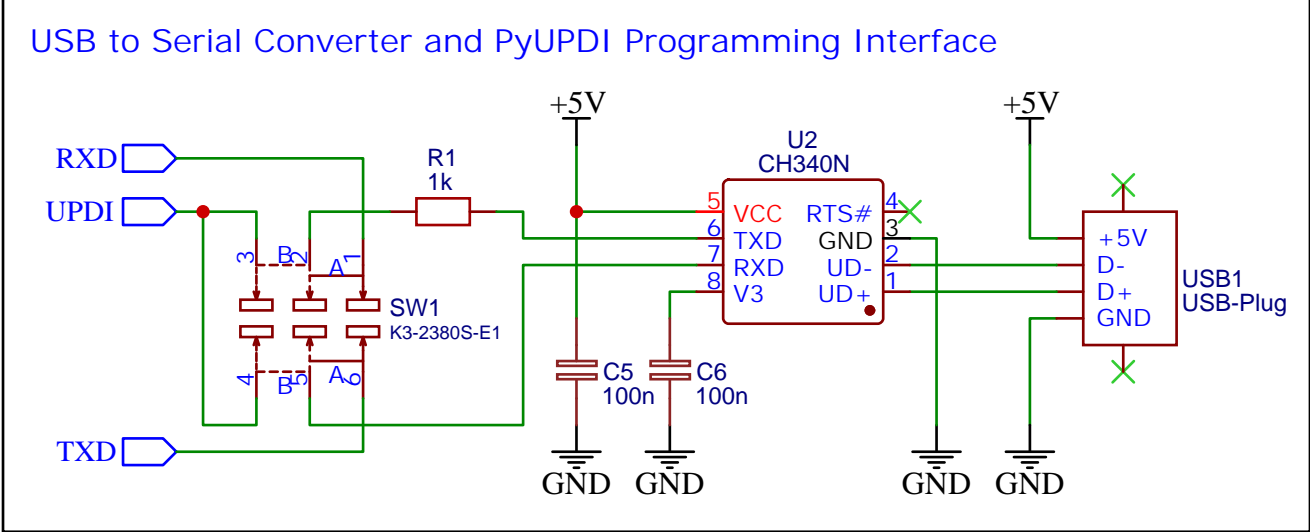 USB to Serial Converter and PyUPDI Programming Interface
+5V
+5V
RXD
UPDI
TXD
R1
1k
3
B
2
A
1
4
B
5
A
6
SW1
K3-2380S-E1
U2
CH340N
5
VCC
RTS#
4
6
TXD
GND
3
7
RXD
UD-
2
8
V3
UD+
1
+5V
D-
D+
GND
USB1
USB-Plug
C5
100n
C6
100n
GND
GND
GND
GND